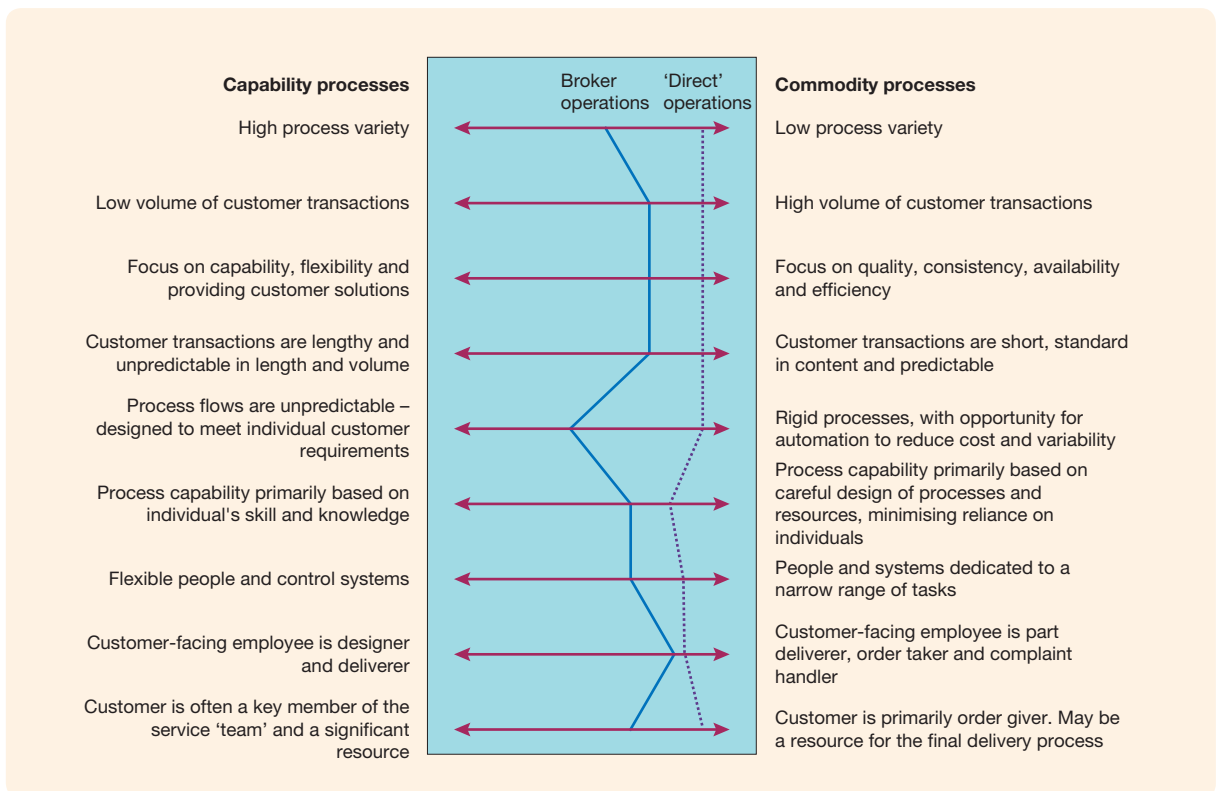 Capability processes
Broker
operations
‘Direct’
operations
Commodity processes
High process variety
Low process variety
Low volume of customer transactions
High volume of customer transactions
Focus on capability, flexibility and
providing customer solutions
Focus on quality, consistency, availability
and efficiency
Customer transactions are lengthy and
unpredictable in length and volume
Customer transactions are short, standard
in content and predictable
Process flows are unpredictable –
designed to meet individual customer
requirements
Rigid processes, with opportunity for
automation to reduce cost and variability
Process capability primarily based on
individual's skill and knowledge
Process capability primarily based on
careful design of processes and
resources, minimising reliance on
individuals
Flexible people and control systems
People and systems dedicated to a
narrow range of tasks
Customer-facing employee is designer
and deliverer
Customer-facing employee is part
deliverer, order taker and complaint
handler
Customer is often a key member of the
service ‘team’ and a significant
resource
Customer is primarily order giver. May be
a resource for the final delivery process